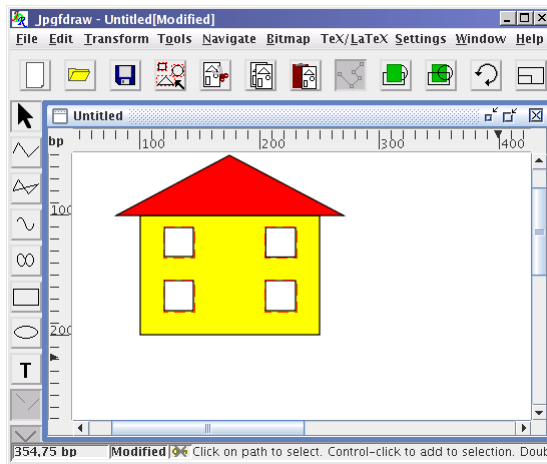 Jpgfdraw - Untitled[Modified]
File Edit Transform Tools Navigate Bitmap TeX/LaTeX Settings Window Help
Untitled
bp 100 200 300 400
100
200
T
354,75 bp Modified Click on path to select. Control-click to add to selection. Doub